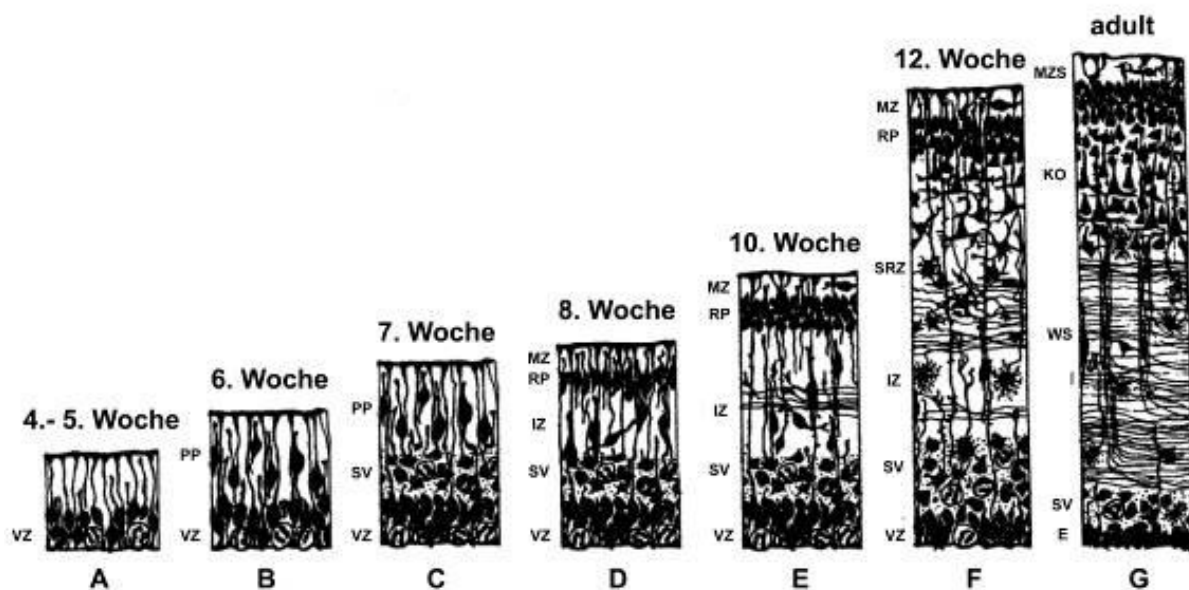 adult
12. Woche
10. Woche
8. Woche
7. Woche
6. Woche
4.- 5. Woche
VZ
PP
VZ
PP
SV
VZ
MZ
RP
IZ
SV
VZ
MZ
RP
IZ
SV
VZ
MZ
RP
SRZ
IZ
SV
VZ
MZS
KO
WS
I
SV
E
A B C D E F G